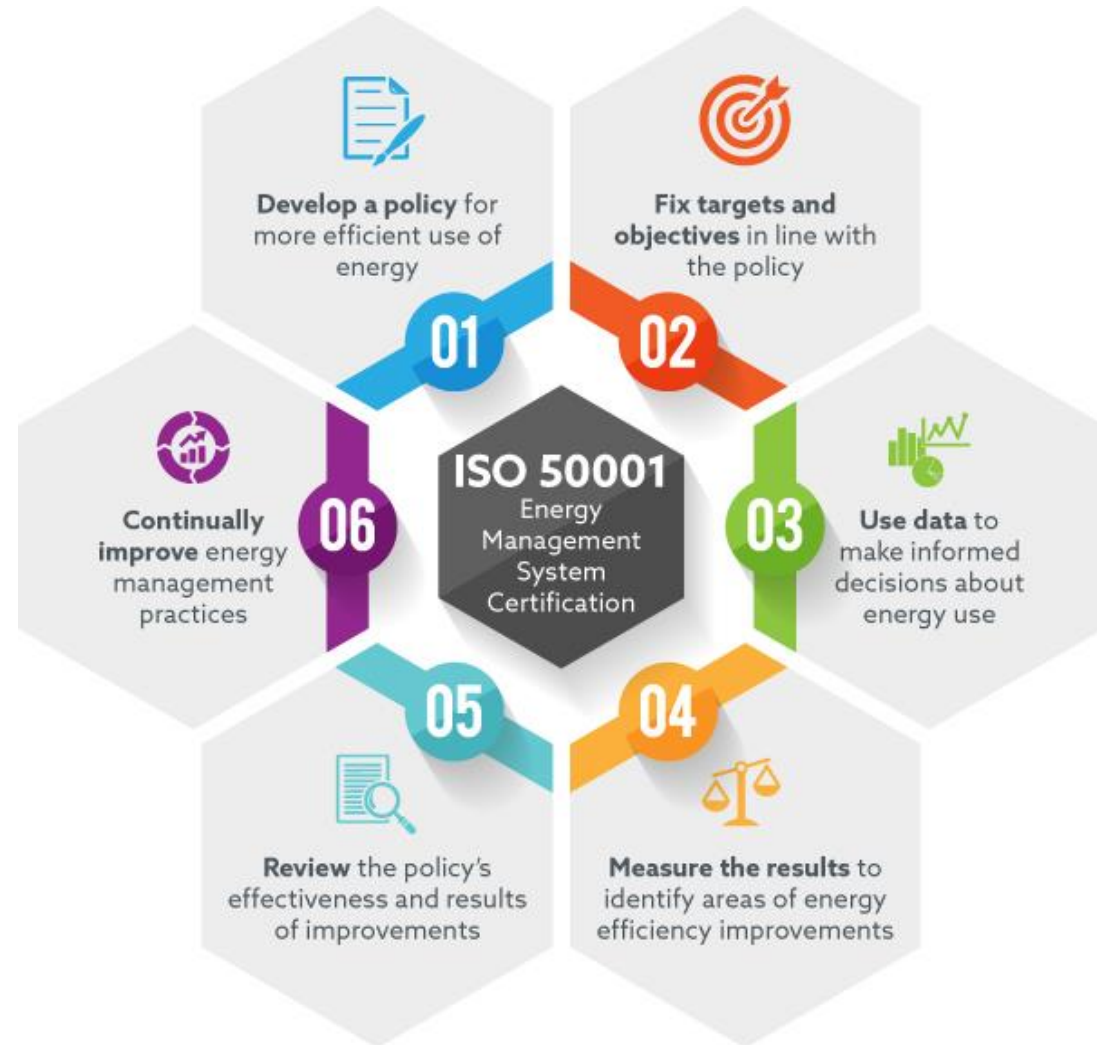 Develop a policy for
more efficient use of
energy
01
Fix targets and
objectives in line with
the policy
02
ISO 50001
Energy
Management
System
Certification
03
Use data to
make informed
decisions about
energy use
04
Measure the results to
identify areas of energy
efficiency improvements
05
Review the policy's
effectiveness and results
of improvements
06
Continually
improve energy
management
practices